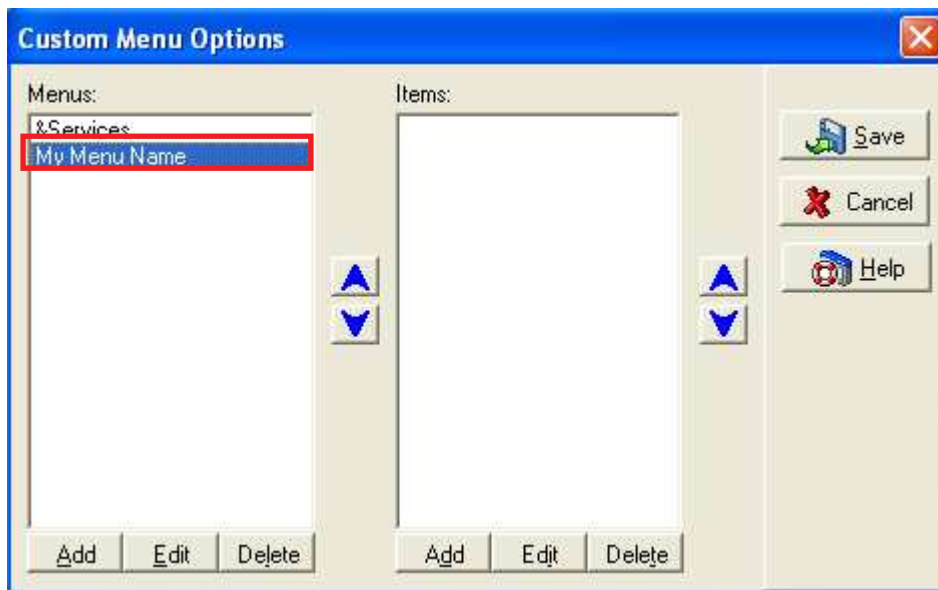 Custom Menu Options
Menus:
&Services
My Menu Name
Add
Edit
Delete
Items:
Add
Edit
Delete
Save
Cancel
Help